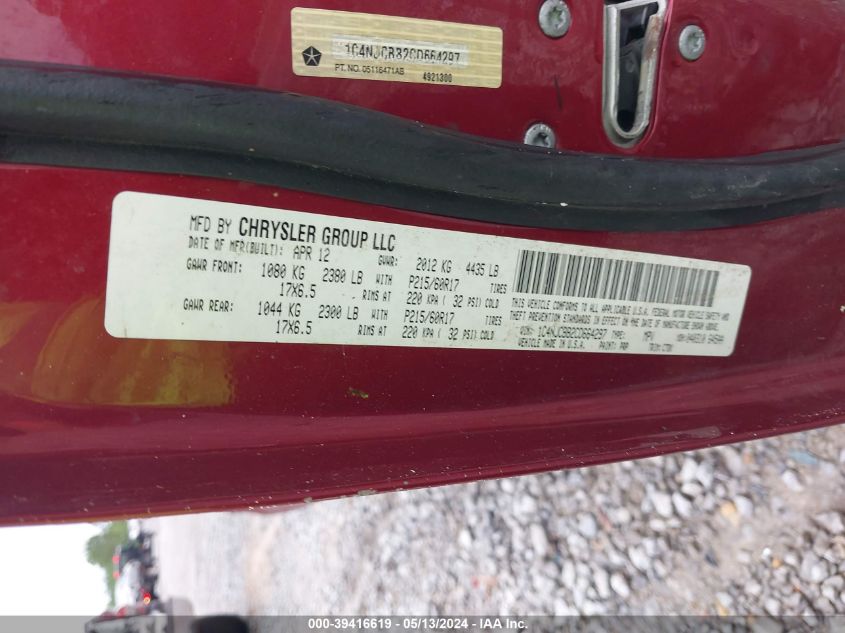 1C4NJCBB2CD664297
PT. NO. 05116471AB 4921300
MFD BY CHRYSLER GROUP LLC
DATE OF MFR(BUILT): APR 12 GVWR: 2012 KG 4435 LB
GAWR FRONT: 1080 KG 2380 LB WITH P215/60R17 TIRES
17X6.5 RIMS AT 220 KPA ( 32 PSI) COLD
GAWR REAR: 1044 KG 2300 LB WITH P215/60R17 TIRES
17X6.5 RIMS AT 220 KPA ( 32 PSI) COLD
THIS VEHICLE CONFORMS TO ALL APPLICABLE U.S.A. FEDERAL MOTOR VEHICLE SAFETY AND
THEFT PREVENTION STANDARDS IN EFFECT ON THE DATE OF MANUFACTURE SHOWN ABOVE.
VIN: 1C4NJCBB2CD664297 TYPE: MPV
VEHICLE MADE IN U.S.A. PAINT: PRP
000-39416619 - 05/13/2024 -